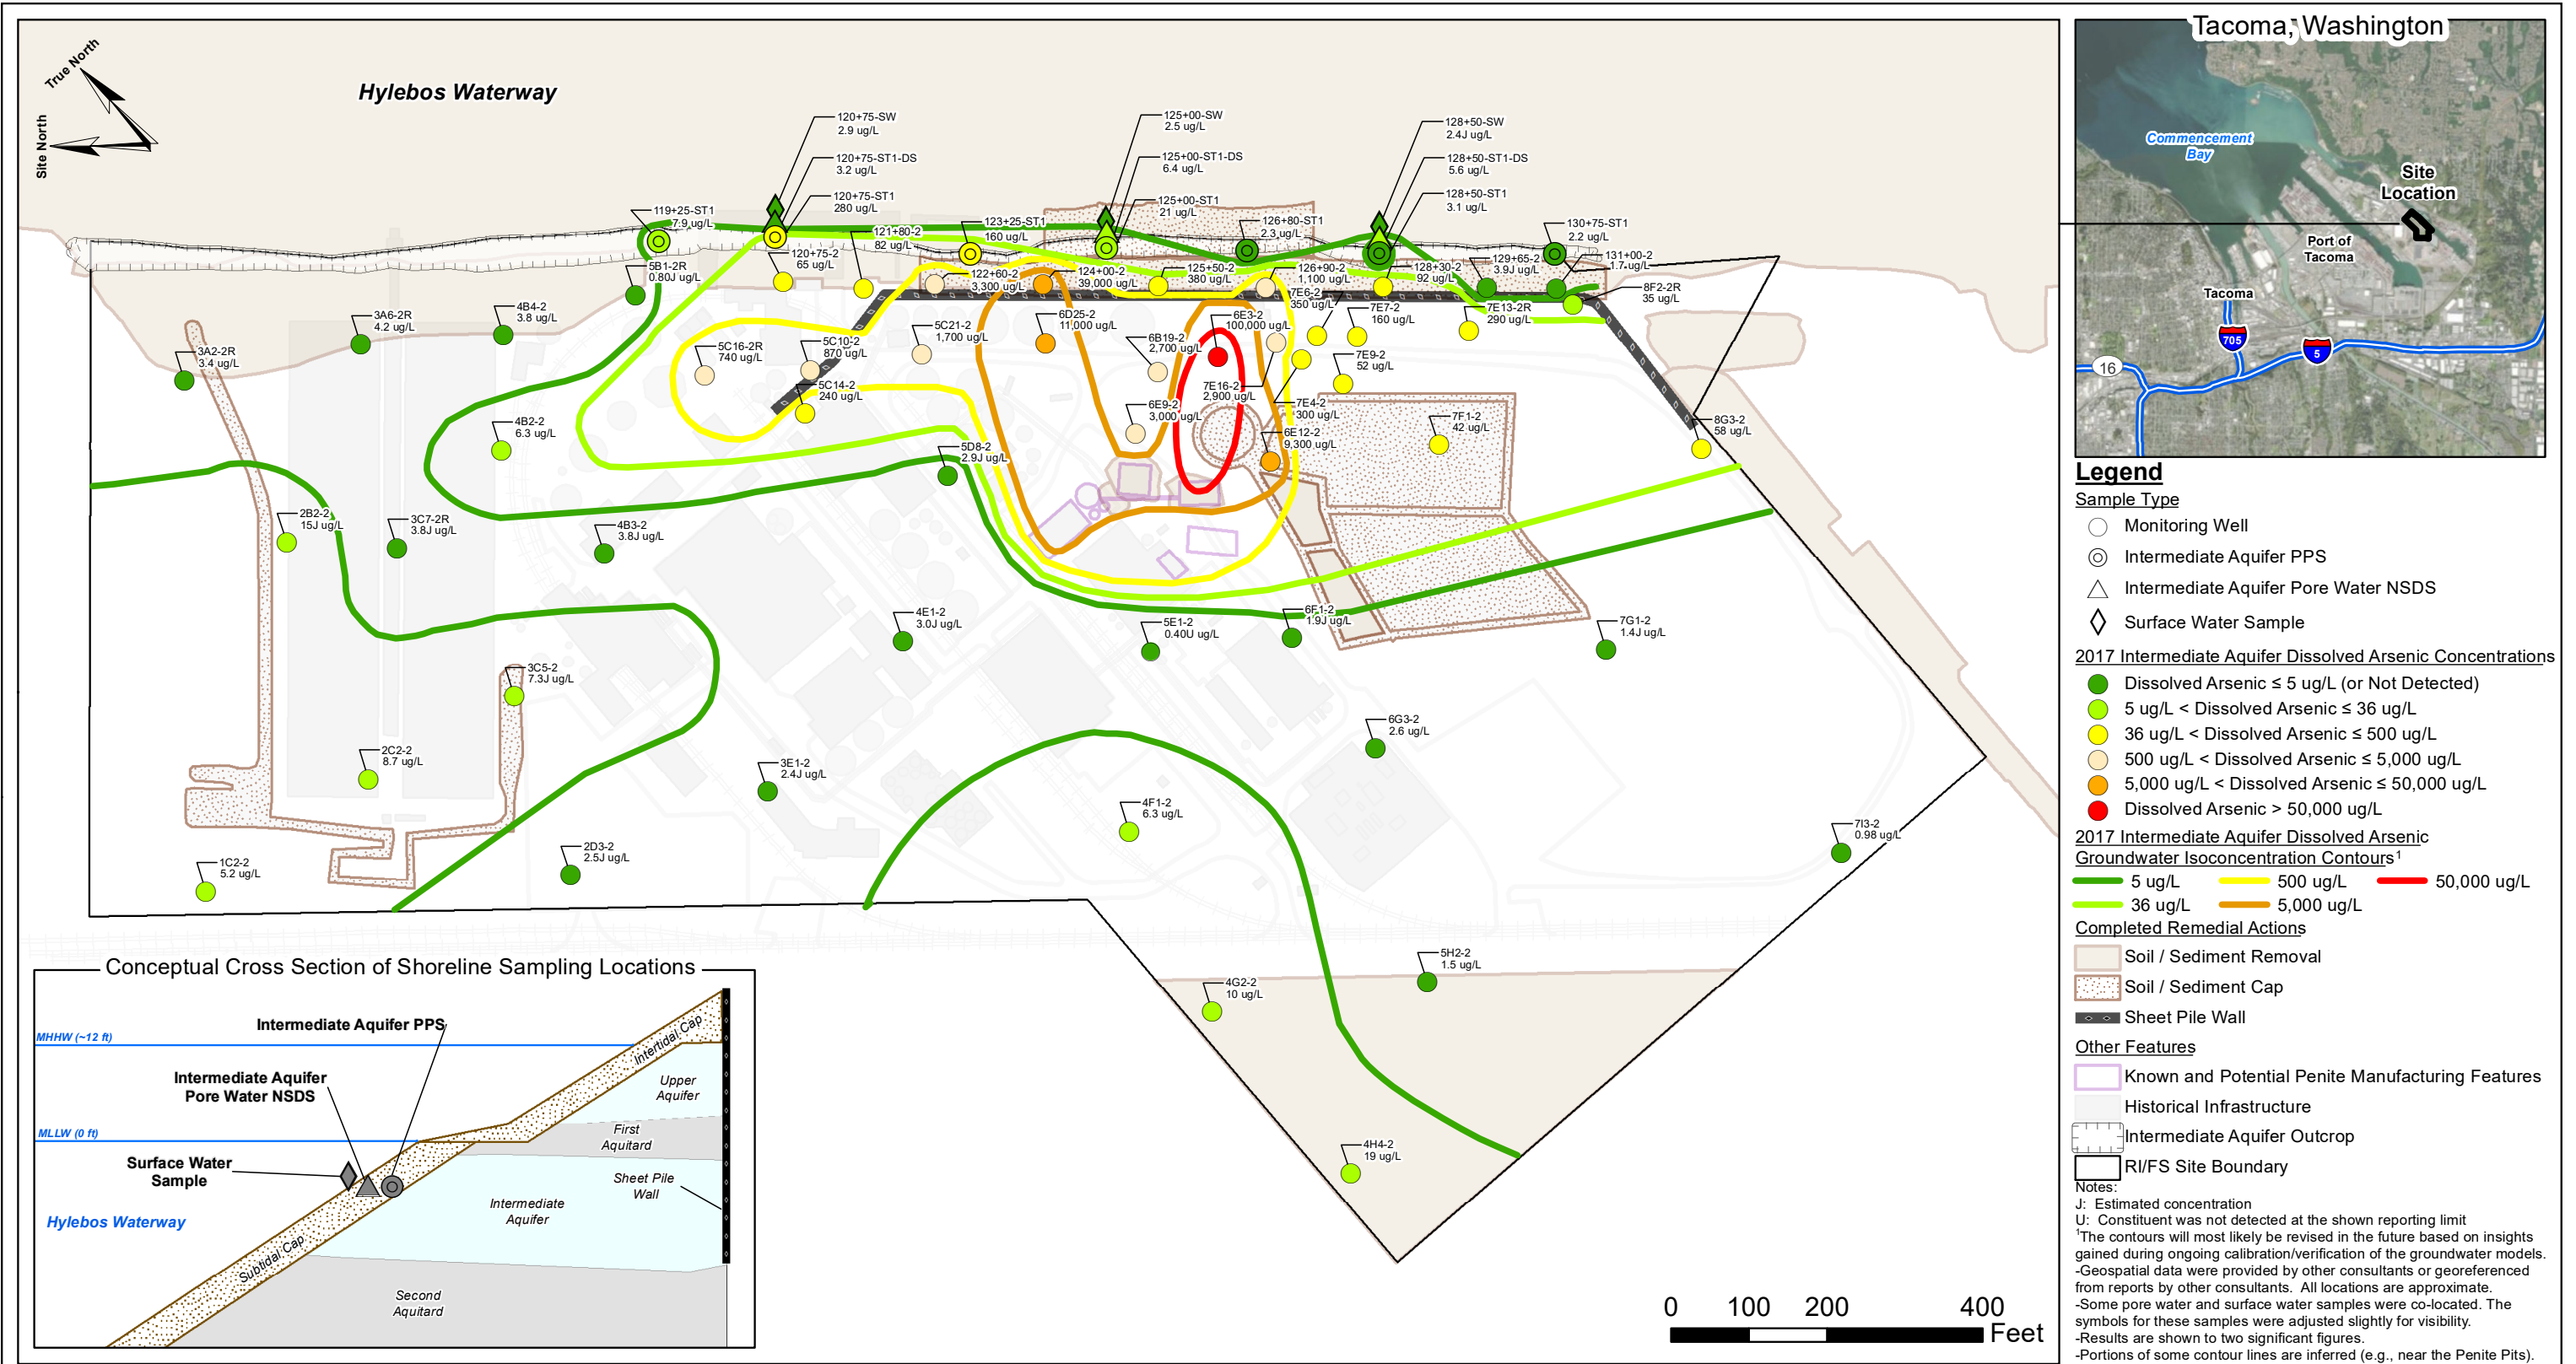 True North
Site North
Hylebos Waterway
120+75-SW
2.9 ug/L
120+75-ST1-DS
3.2 ug/L
120+75-ST1
280 ug/L
125+00-SW
2.5 ug/L
125+00-ST1-DS
6.4 ug/L
125+00-ST1
21 ug/L
128+50-SW
2.4J ug/L
128+50-ST1-DS
5.6 ug/L
128+50-ST1
3.1 ug/L
119+25-ST1
7.9 ug/L
121+80-2
82 ug/L
123+25-ST1
160 ug/L
126+80-ST1
2.3 ug/L
130+75-ST1
2.2 ug/L
5B1-2R
0.80J ug/L
120+75-2
65 ug/L
122+60-2
3,300 ug/L
124+00-2
39,000 ug/L
125+50-2
380 ug/L
126+90-2
1,100 ug/L
128+30-2
92 ug/L
129+65-2
3.9J ug/L
131+00-2
1.7 ug/L
8F2-2R
35 ug/L
3A2-2R
3.4 ug/L
3A6-2R
4.2 ug/L
4B4-2
3.8 ug/L
5C16-2R
740 ug/L
5C10-2
870 ug/L
5C21-2
1,700 ug/L
6D25-2
11,000 ug/L
6B19-2
2,700 ug/L
6E3-2
100,000 ug/L
7E6-2
350 ug/L
7E7-2
160 ug/L
7E13-2R
290 ug/L
7E9-2
52 ug/L
5C14-2
240 ug/L
7E16-2
2,900 ug/L
6E9-2
3,000 ug/L
7E4-2
300 ug/L
6E12-2
9,300 ug/L
7F1-2
42 ug/L
8G3-2
58 ug/L
4B2-2
6.3 ug/L
5D8-2
2.9J ug/L
2B2-2
15J ug/L
3C7-2R
3.8J ug/L
4B3-2
3.8J ug/L
4E1-2
3.0J ug/L
5E1-2
0.40U ug/L
6F1-2
1.9J ug/L
7G1-2
1.4J ug/L
3C5-2
7.3J ug/L
2C2-2
8.7 ug/L
3E1-2
2.4J ug/L
6G3-2
2.6 ug/L
4F1-2
6.3 ug/L
7I3-2
0.98 ug/L
1C2-2
5.2 ug/L
2D3-2
2.5J ug/L
4G2-2
10 ug/L
5H2-2
1.5 ug/L
4H4-2
19 ug/L
Conceptual Cross Section of Shoreline Sampling Locations
MHHW (~12 ft)
MLLW (0 ft)
Intermediate Aquifer PPS
Intermediate Aquifer
Pore Water NSDS
Surface Water
Sample
Hylebos Waterway
Intertidal Cap
Subtidal Cap
Upper
Aquifer
First
Aquitard
Sheet Pile
Wall
Intermediate
Aquifer
Second
Aquitard
0 100 200 400
Feet
Tacoma, Washington
Commencement
Bay
Site
Location
Port of
Tacoma
Tacoma
705
5
16
Legend
Sample Type
Monitoring Well
Intermediate Aquifer PPS
Intermediate Aquifer Pore Water NSDS
Surface Water Sample
2017 Intermediate Aquifer Dissolved Arsenic Concentrations
Dissolved Arsenic ≤ 5 ug/L (or Not Detected)
5 ug/L < Dissolved Arsenic ≤ 36 ug/L
36 ug/L < Dissolved Arsenic ≤ 500 ug/L
500 ug/L < Dissolved Arsenic ≤ 5,000 ug/L
5,000 ug/L < Dissolved Arsenic ≤ 50,000 ug/L
Dissolved Arsenic > 50,000 ug/L
2017 Intermediate Aquifer Dissolved Arsenic
Groundwater Isoconcentration Contours1
5 ug/L 500 ug/L 50,000 ug/L
36 ug/L 5,000 ug/L
Completed Remedial Actions
Soil / Sediment Removal
Soil / Sediment Cap
Sheet Pile Wall
Other Features
Known and Potential Penite Manufacturing Features
Historical Infrastructure
Intermediate Aquifer Outcrop
RI/FS Site Boundary
Notes:
J: Estimated concentration
U: Constituent was not detected at the shown reporting limit
1The contours will most likely be revised in the future based on insights
gained during ongoing calibration/verification of the groundwater models.
-Geospatial data were provided by other consultants or georeferenced
from reports by other consultants. All locations are approximate.
-Some pore water and surface water samples were co-located. The
symbols for these samples were adjusted slightly for visibility.
-Results are shown to two significant figures.
-Portions of some contour lines are inferred (e.g., near the Penite Pits).